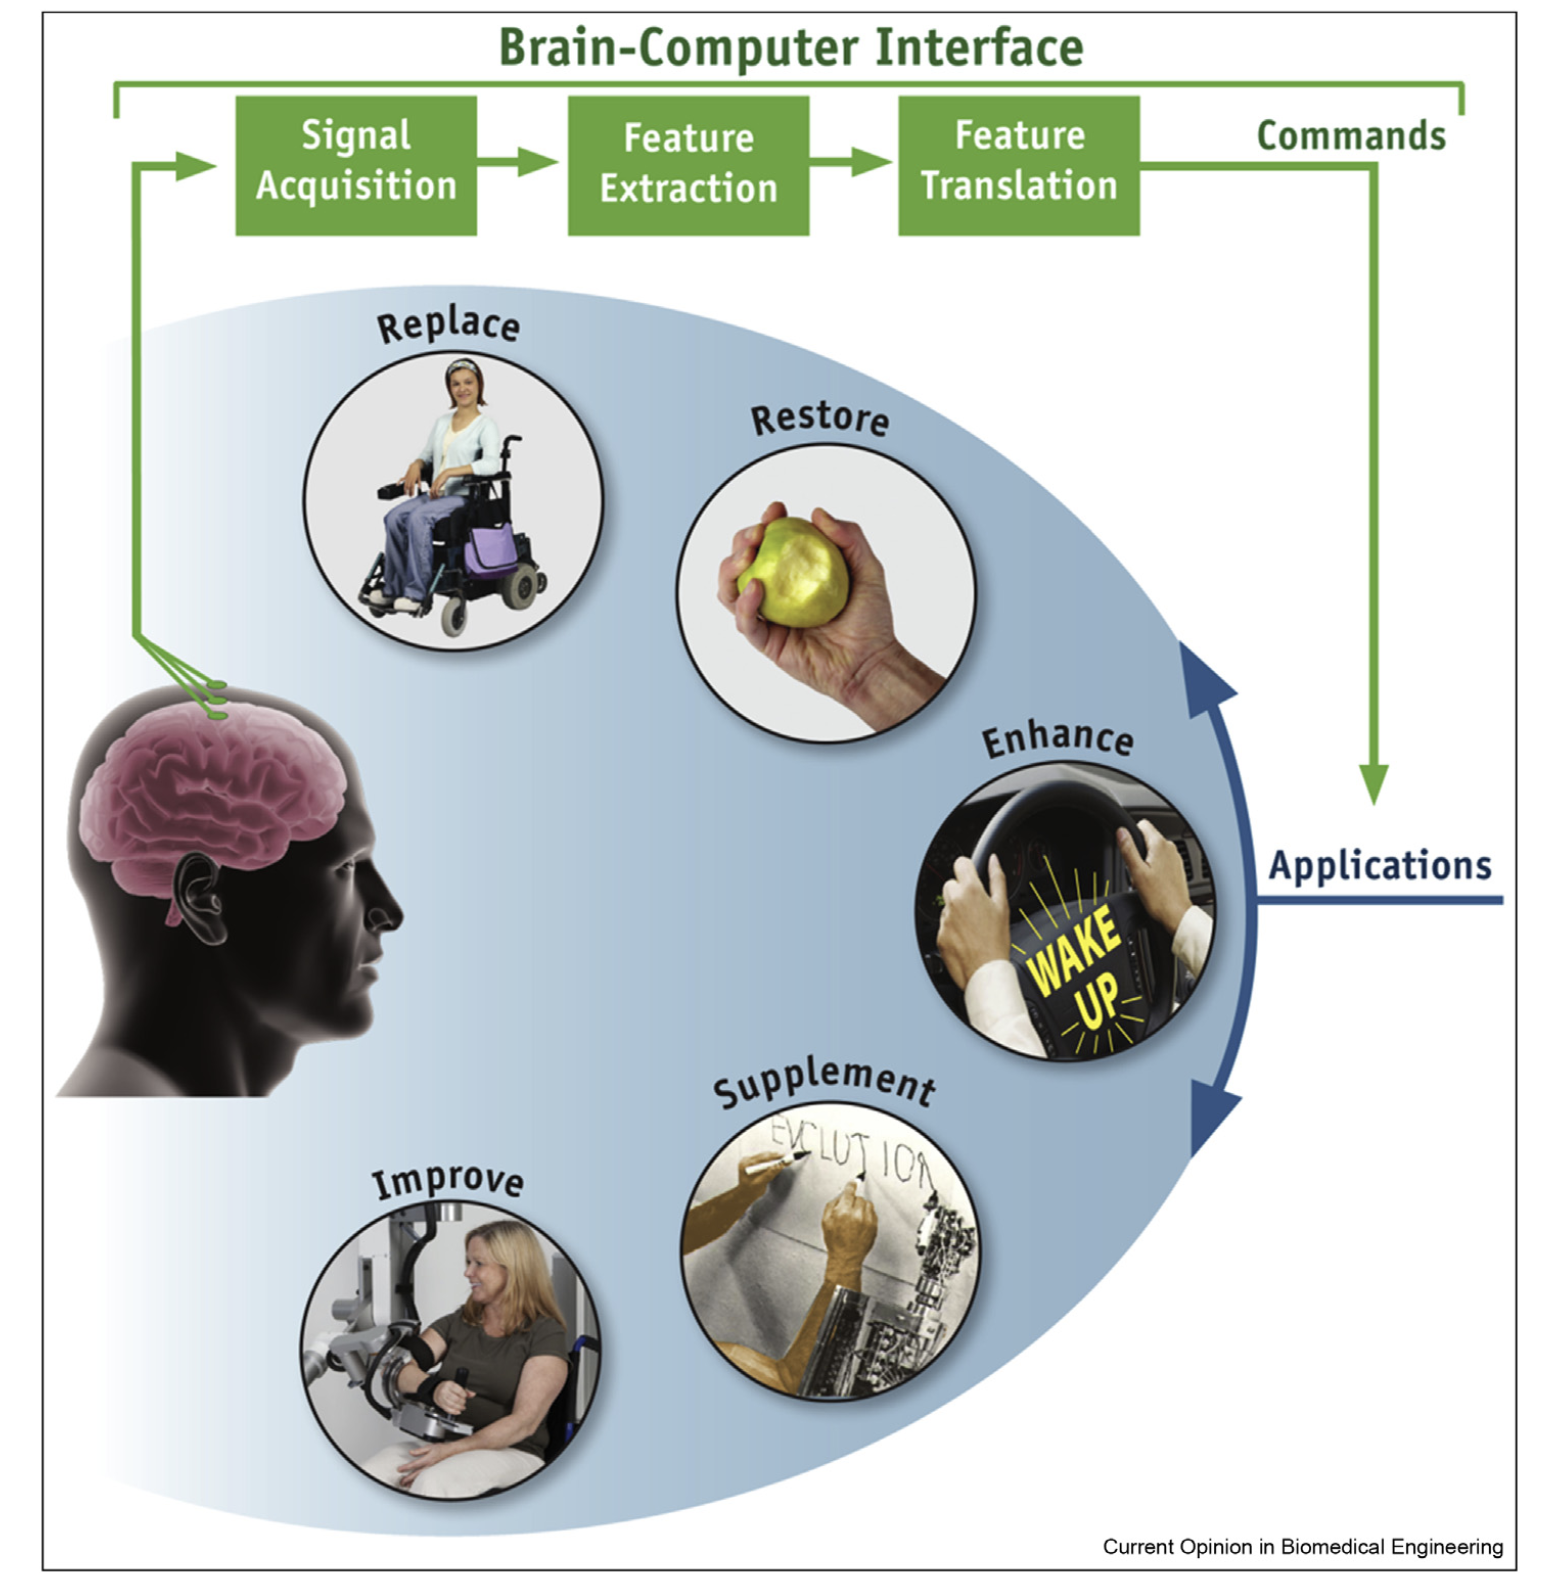 Brain-Computer Interface
Signal
Acquisition
Feature
Extraction
Feature
Translation
Commands
Replace
Restore
Enhance
WAKE
UP
Applications
Supplement
EVOLUTION
Improve
Current Opinion in Biomedical Engineering